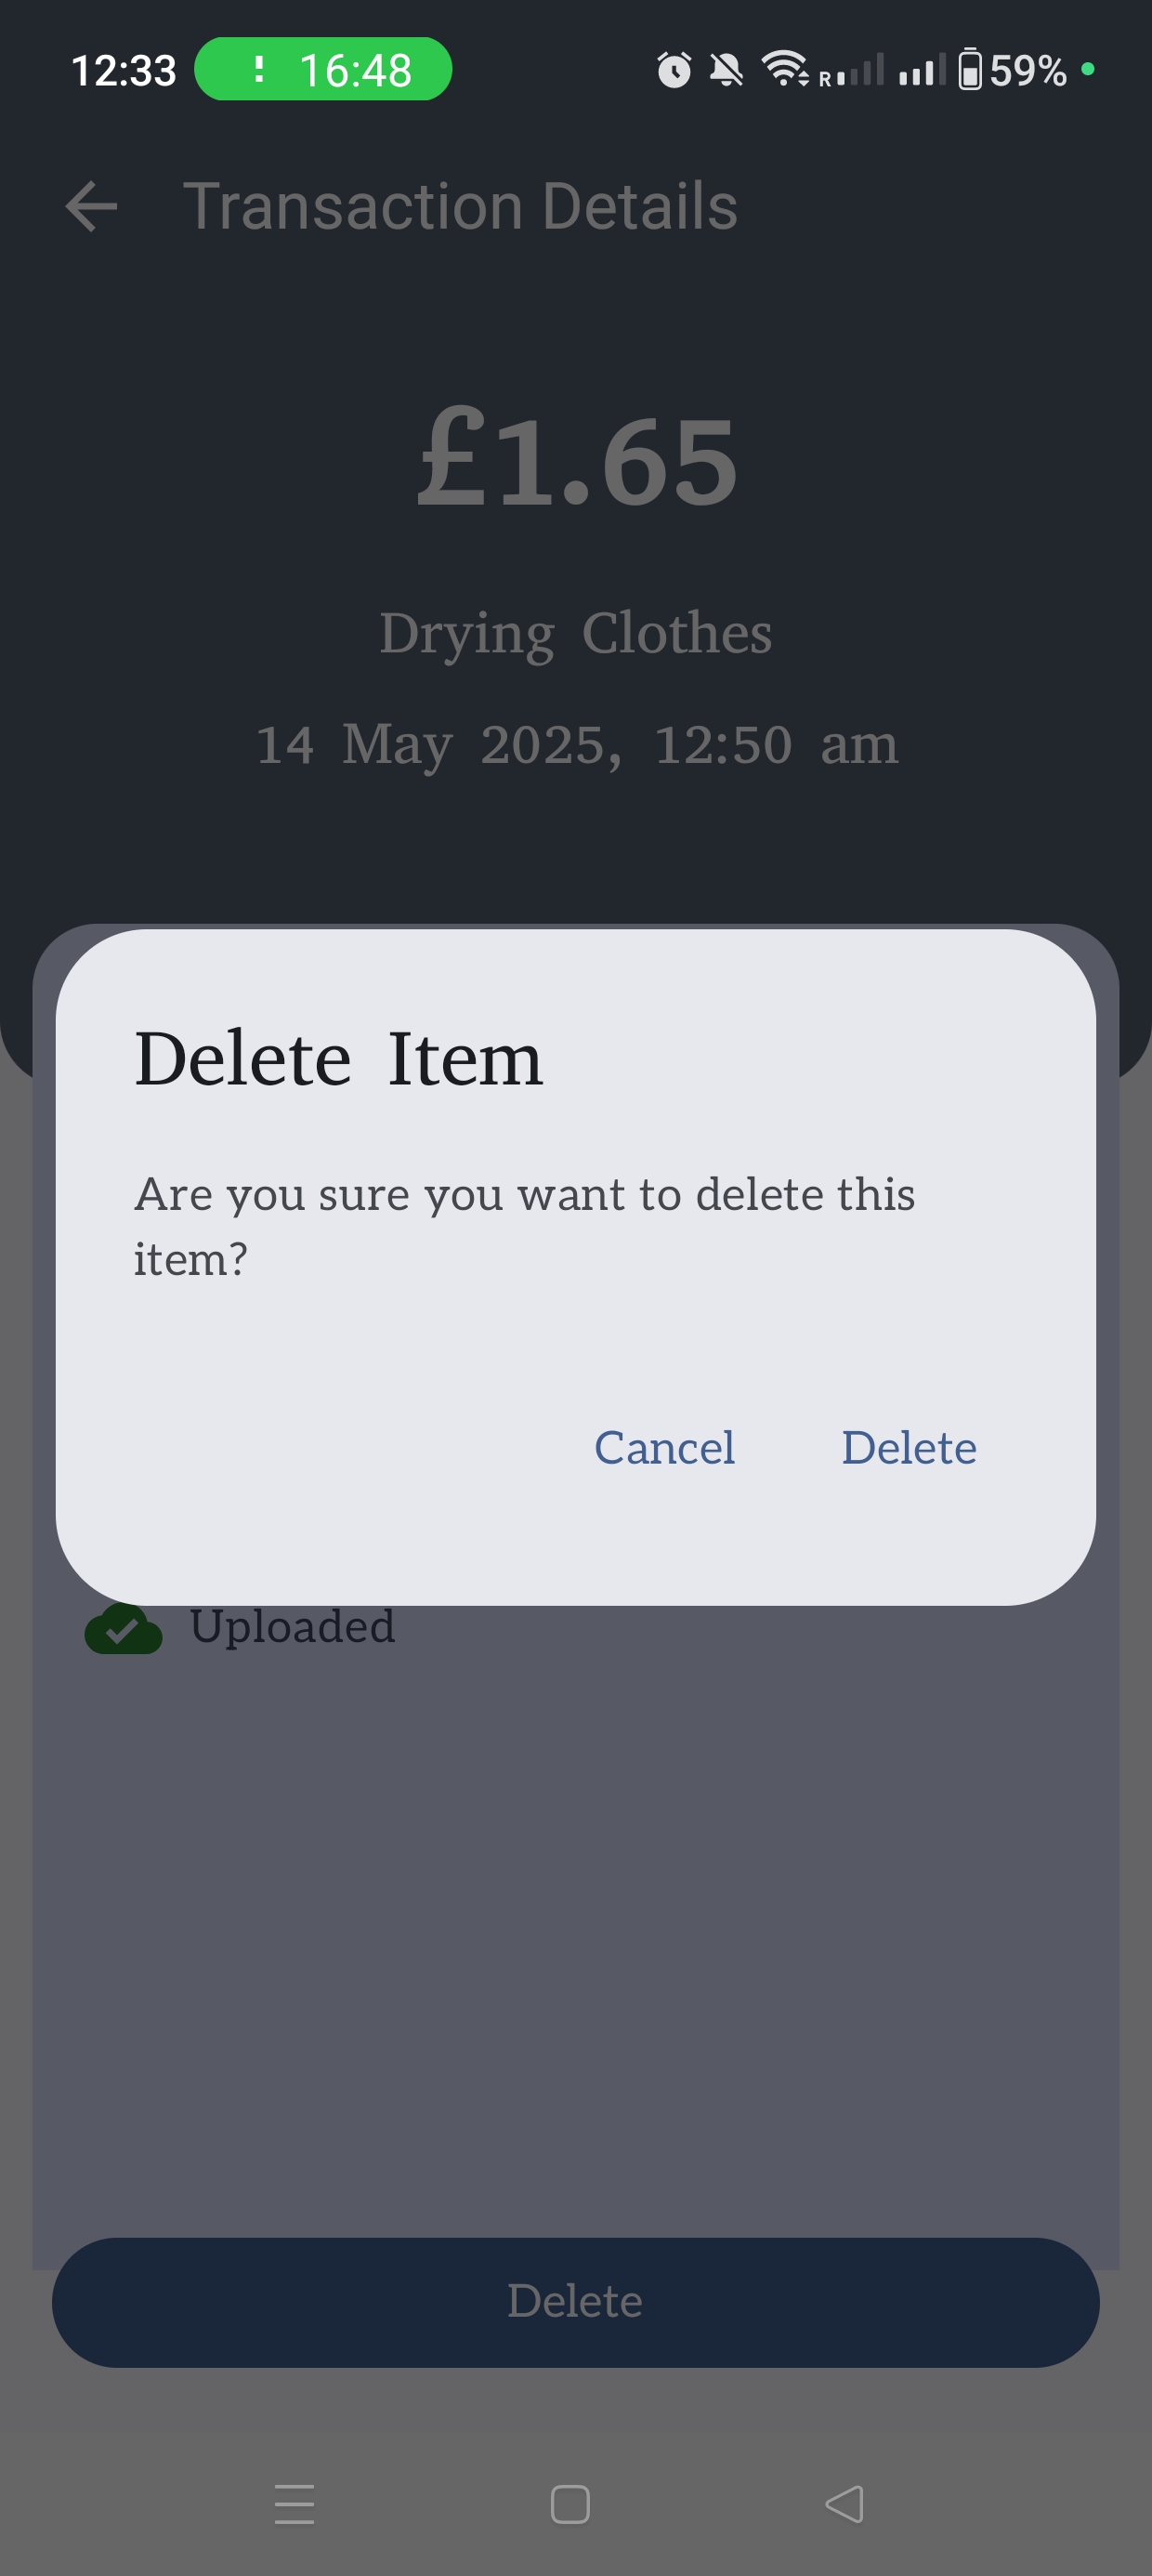 12:33 16:48 R 59%
Transaction Details
£1.65
Drying Clothes
14 May 2025, 12:50 am
Delete Item
Are you sure you want to delete this
item?
Cancel Delete
Uploaded
Delete